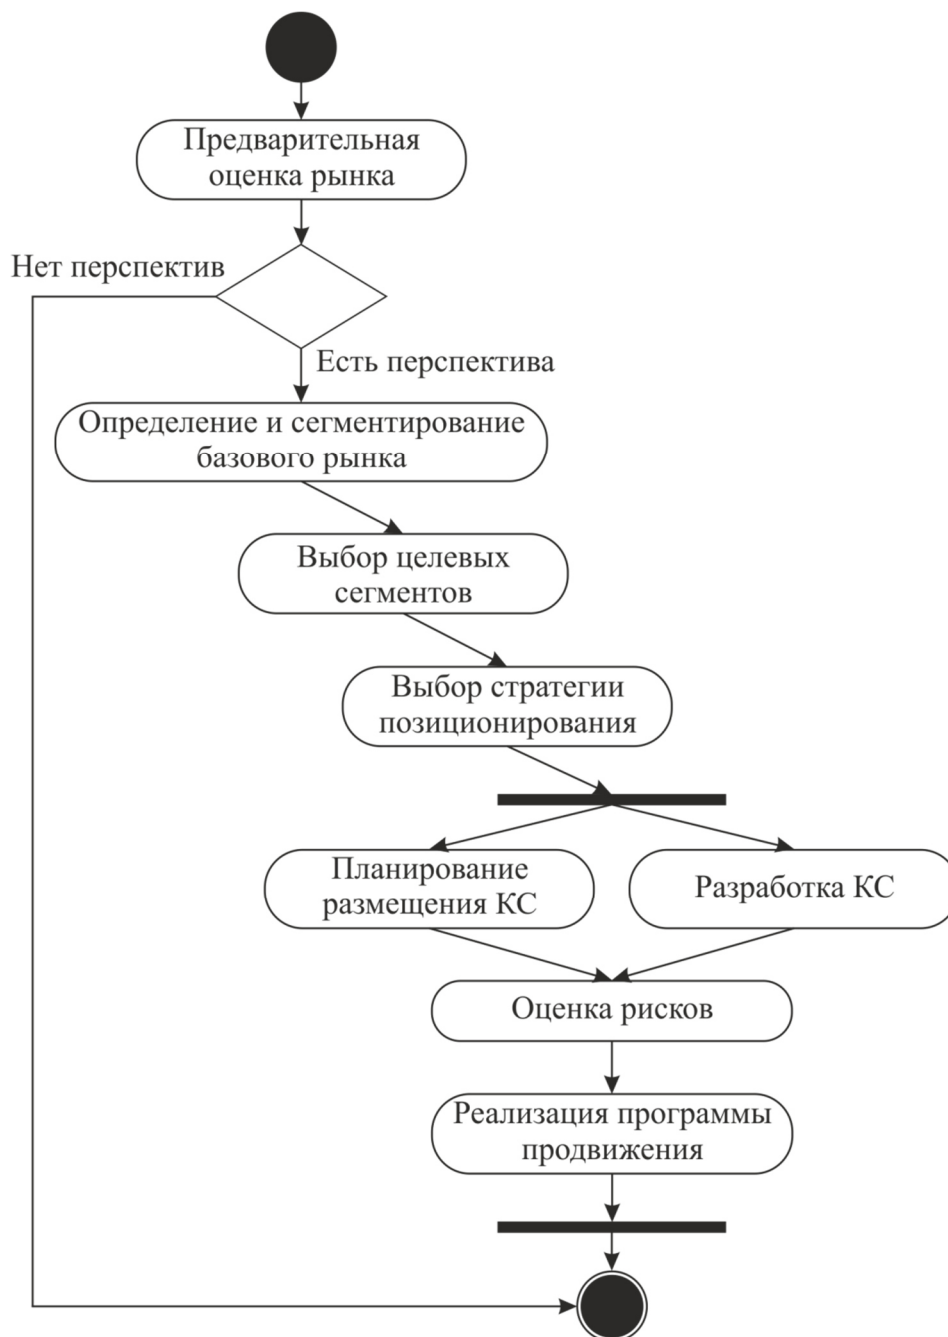 Предварительная
оценка рынка
Нет перспектив
Есть перспектива
Определение и сегментирование
базового рынка
Выбор целевых
сегментов
Выбор стратегии
позиционирования
Планирование
размещения КС
Разработка КС
Оценка рисков
Реализация программы
продвижения